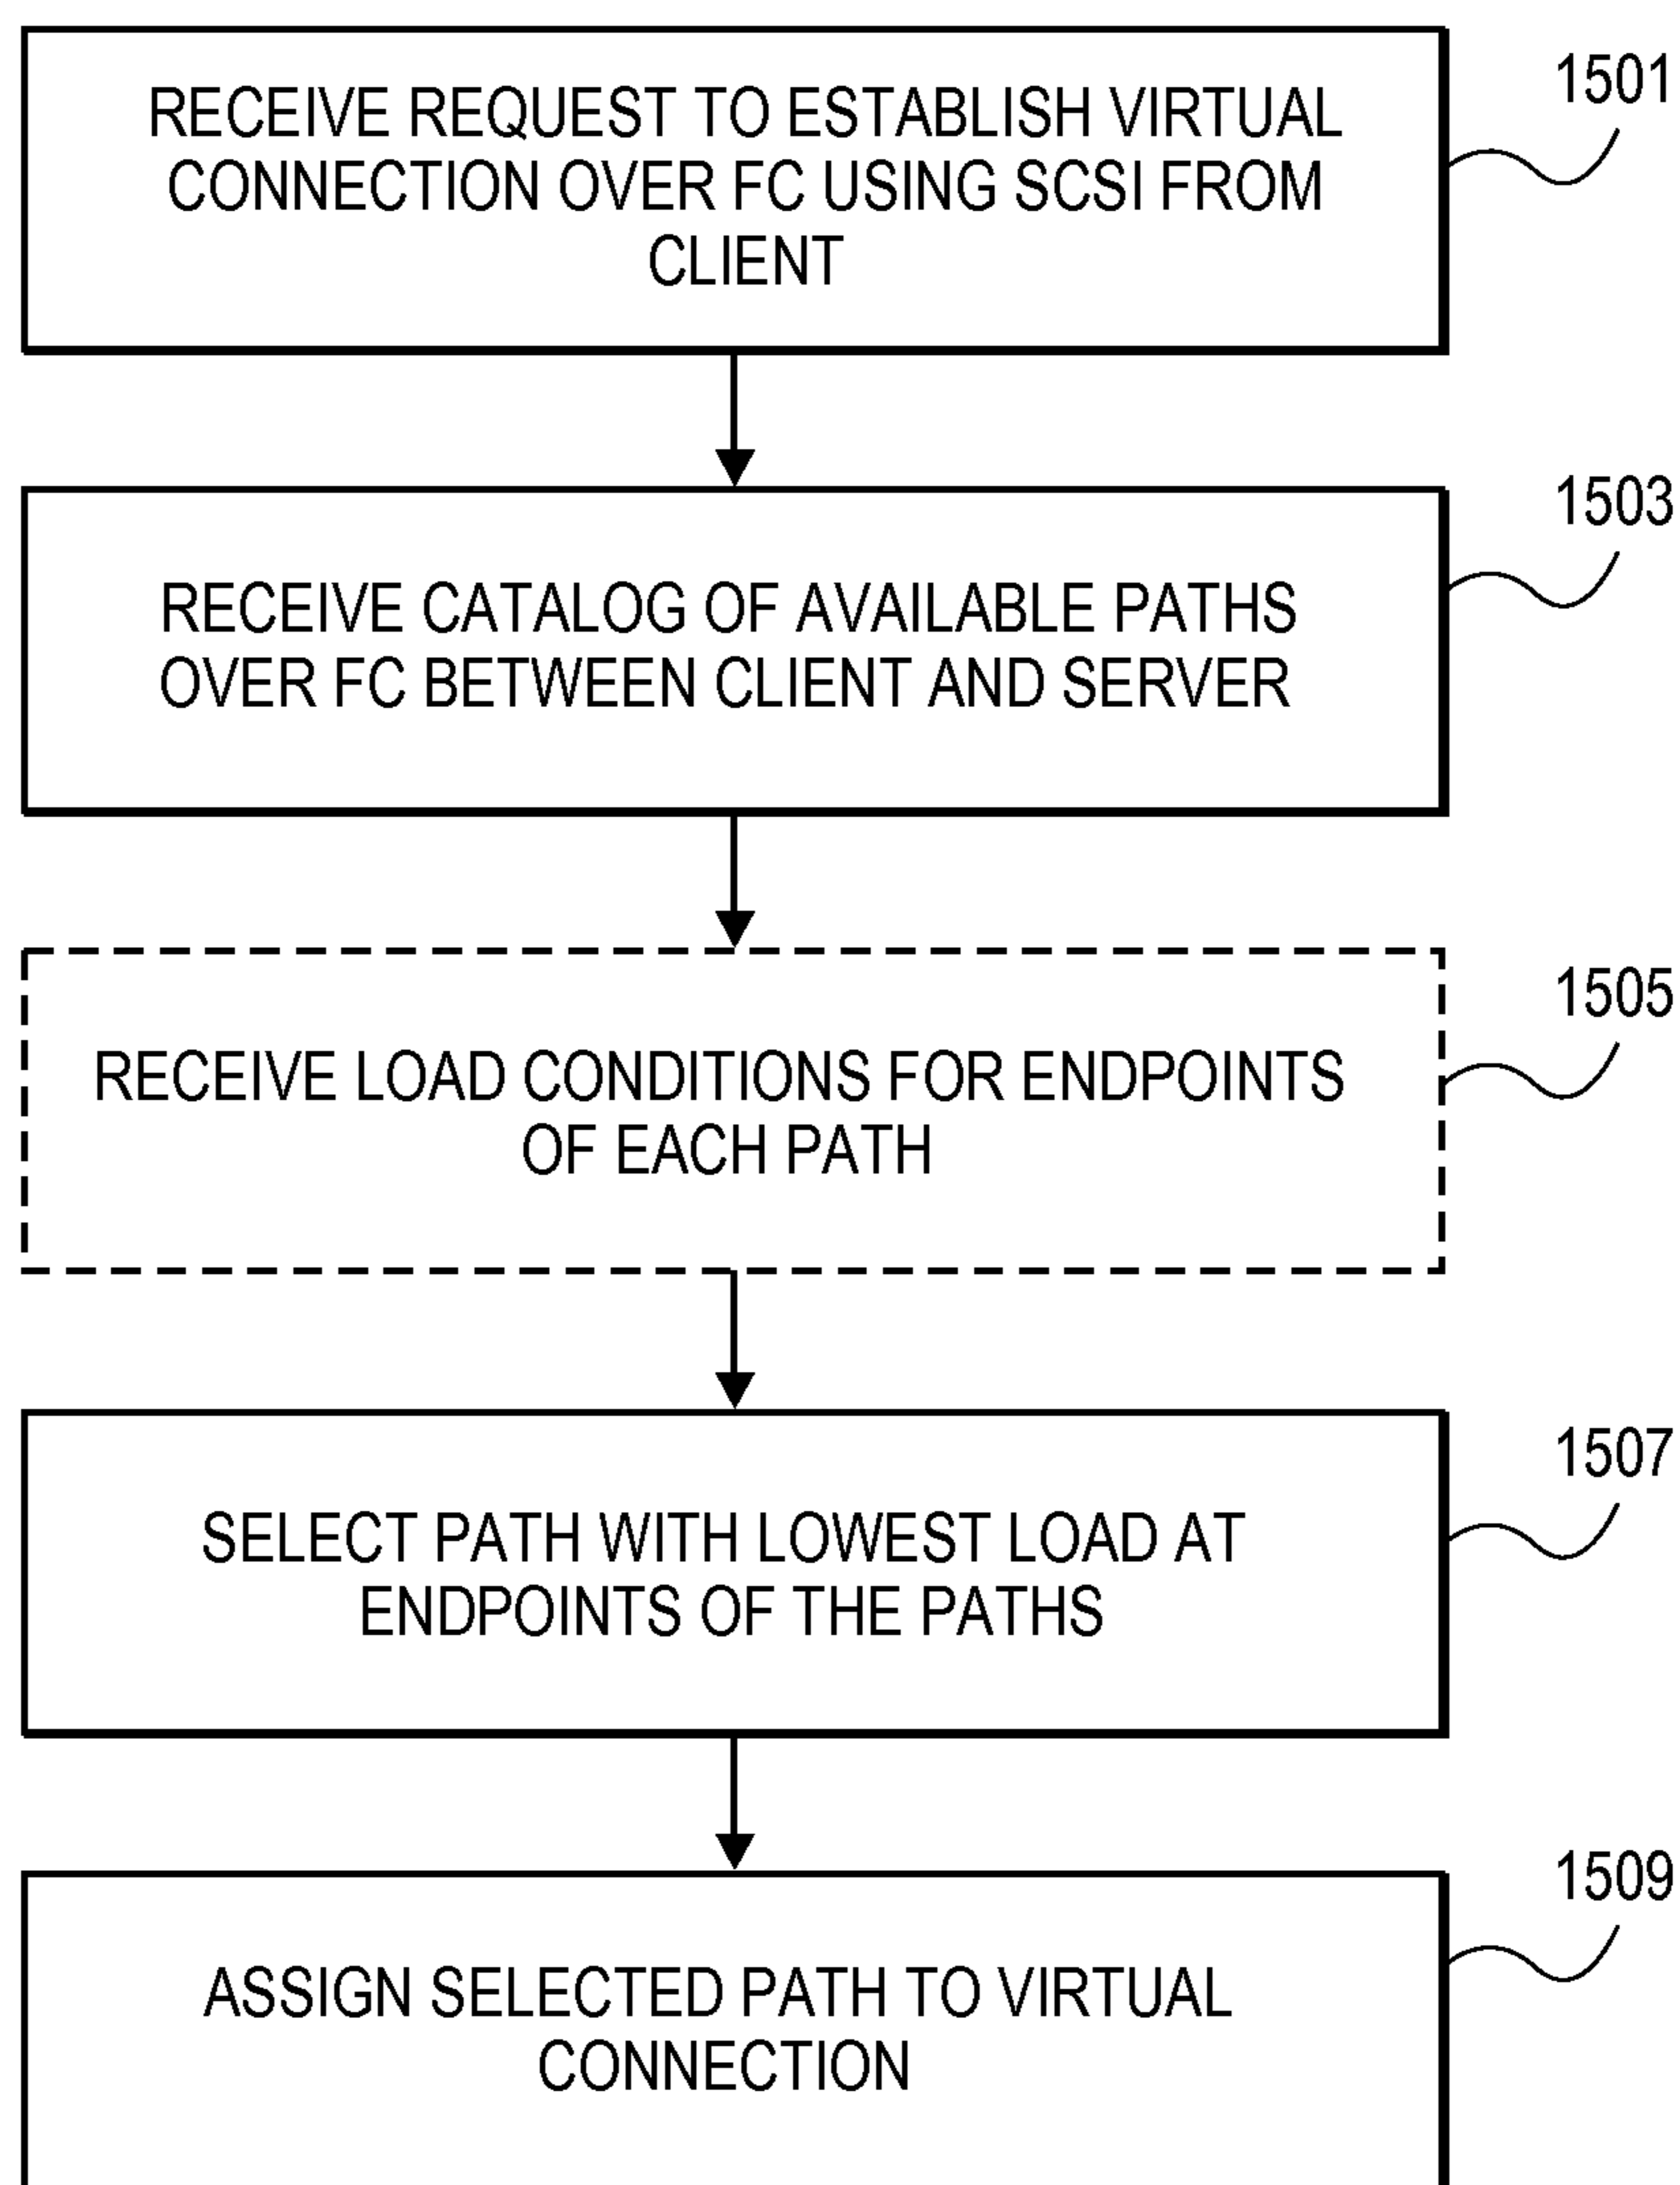 RECEIVE REQUEST TO ESTABLISH VIRTUAL
CONNECTION OVER FC USING SCSI FROM
CLIENT
1501
RECEIVE CATALOG OF AVAILABLE PATHS
OVER FC BETWEEN CLIENT AND SERVER
1503
RECEIVE LOAD CONDITIONS FOR ENDPOINTS
OF EACH PATH
1505
SELECT PATH WITH LOWEST LOAD AT
ENDPOINTS OF THE PATHS
1507
ASSIGN SELECTED PATH TO VIRTUAL
CONNECTION
1509